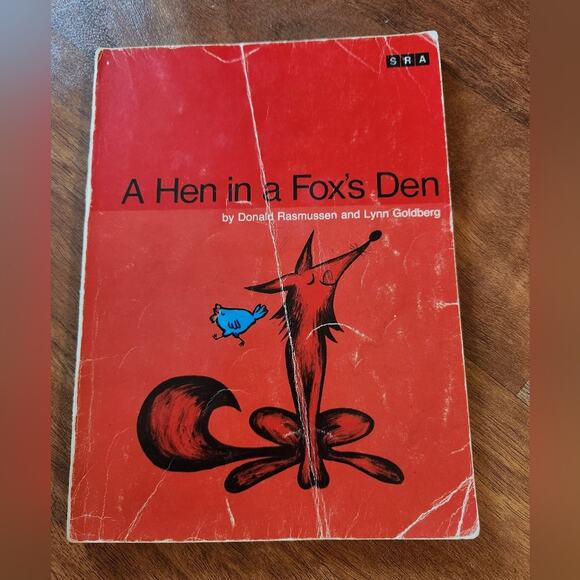 SRA
A Hen in a Fox's Den
by Donald Rasmussen and Lynn Goldberg